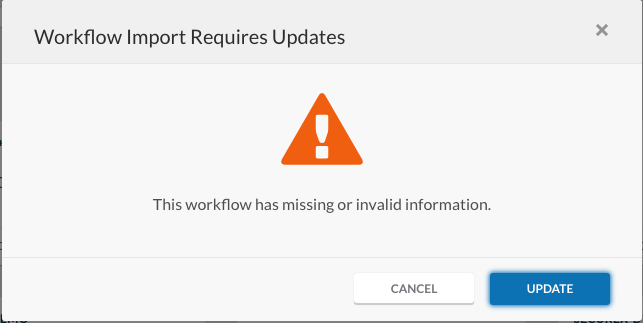 Workflow Import Requires Updates
This workflow has missing or invalid information.
CANCEL
UPDATE